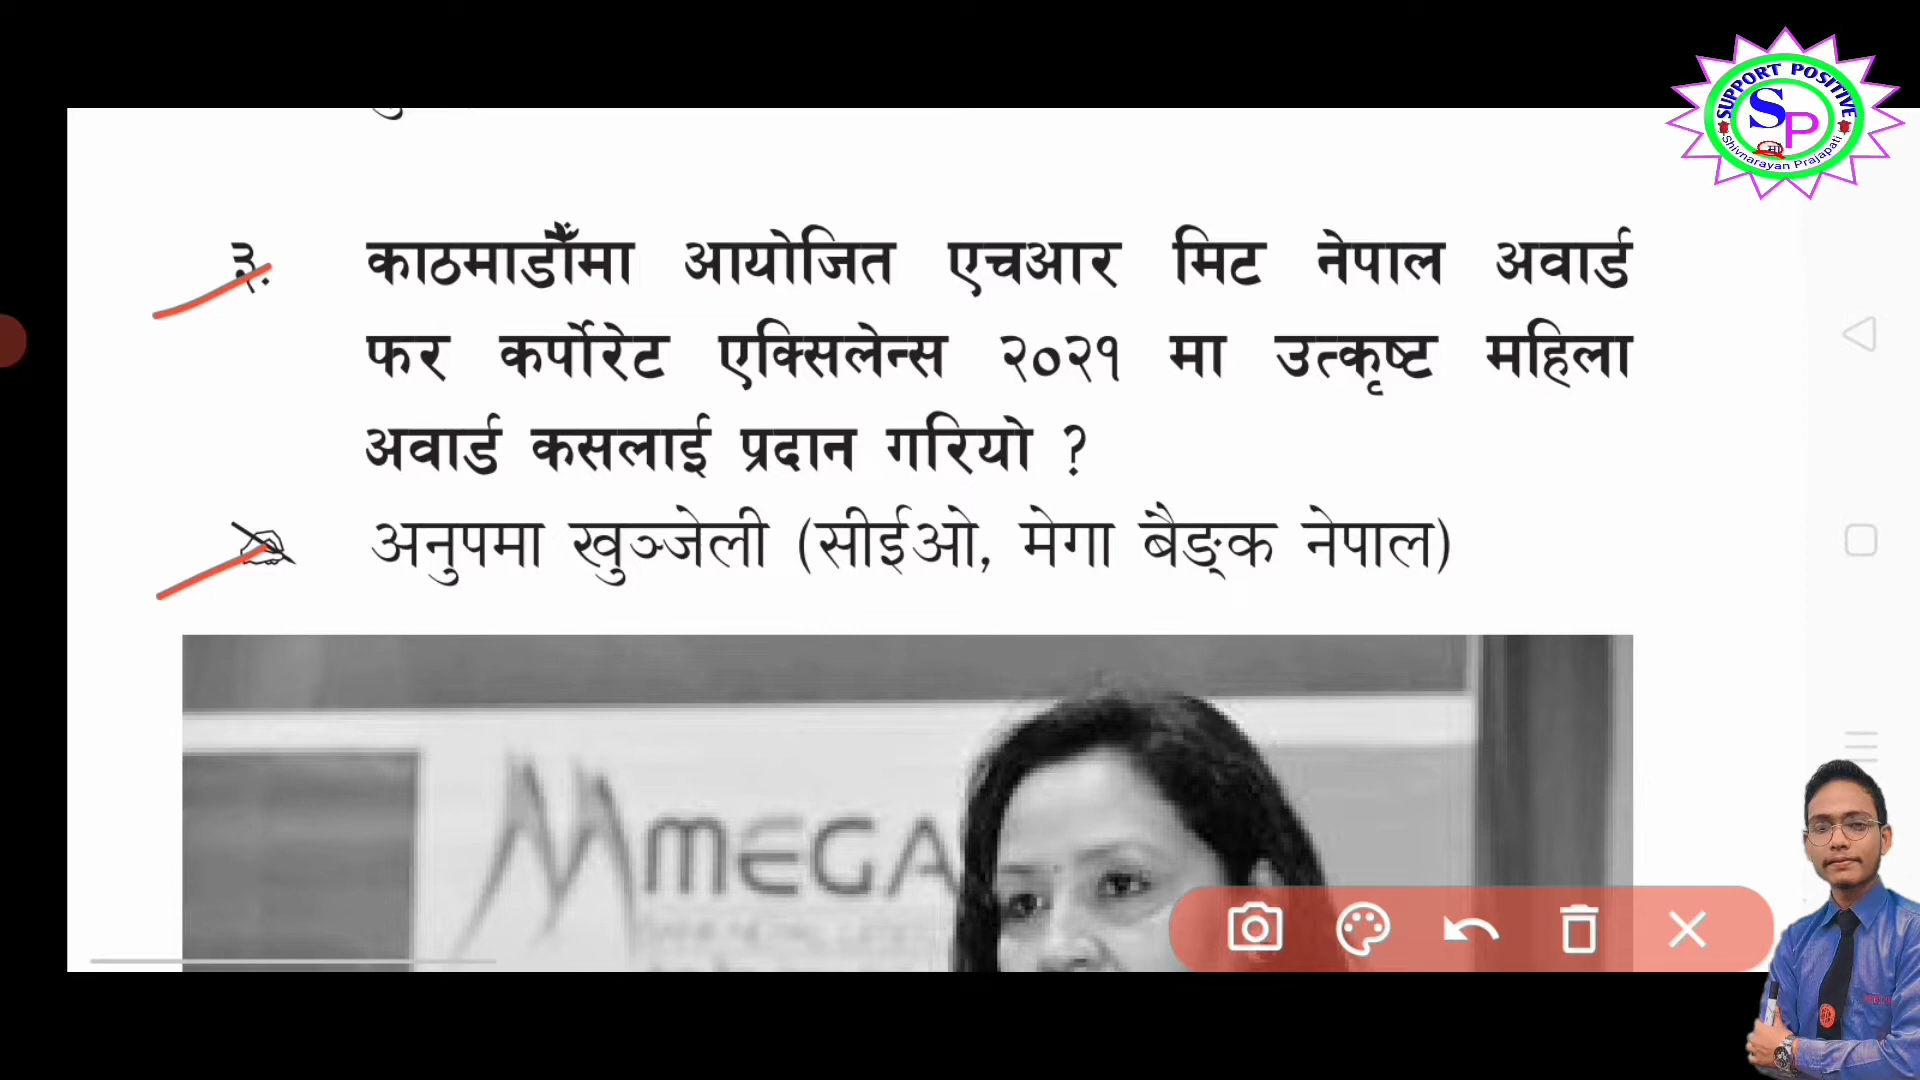 SUPPORT POSITIVE
SP
Shivnarayan Prajapati
३. काठमाडौँमा आयोजित एचआर मिट नेपाल अवार्ड
फर कर्पोरेट एक्सिलेन्स २०२१ मा उत्कृष्ट महिला
अवार्ड कसलाई प्रदान गरियो ?
अनुपमा खुञ्जेली (सीईओ, मेगा बैङ्क नेपाल)
MEGA